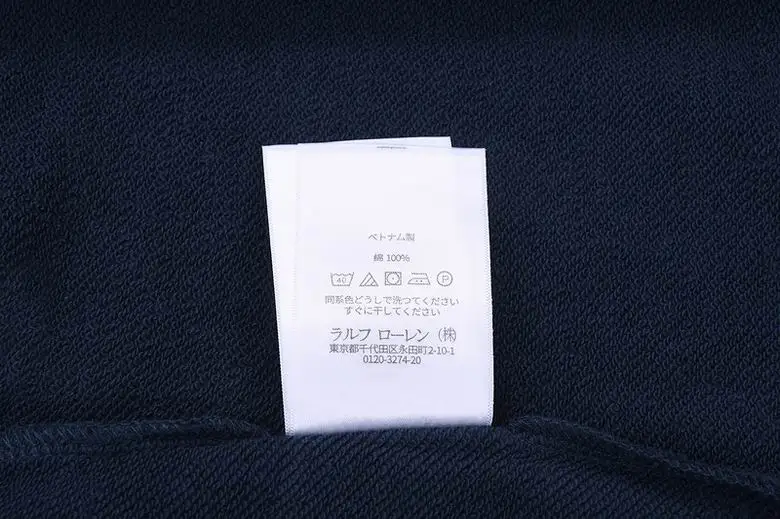 ベトナム製
綿 100%
40 P
同系色どうしで洗つてください
すぐに干してください
ラルフ ローレン (株)
東京都千代田区永田町2-10-1
0120-3274-20